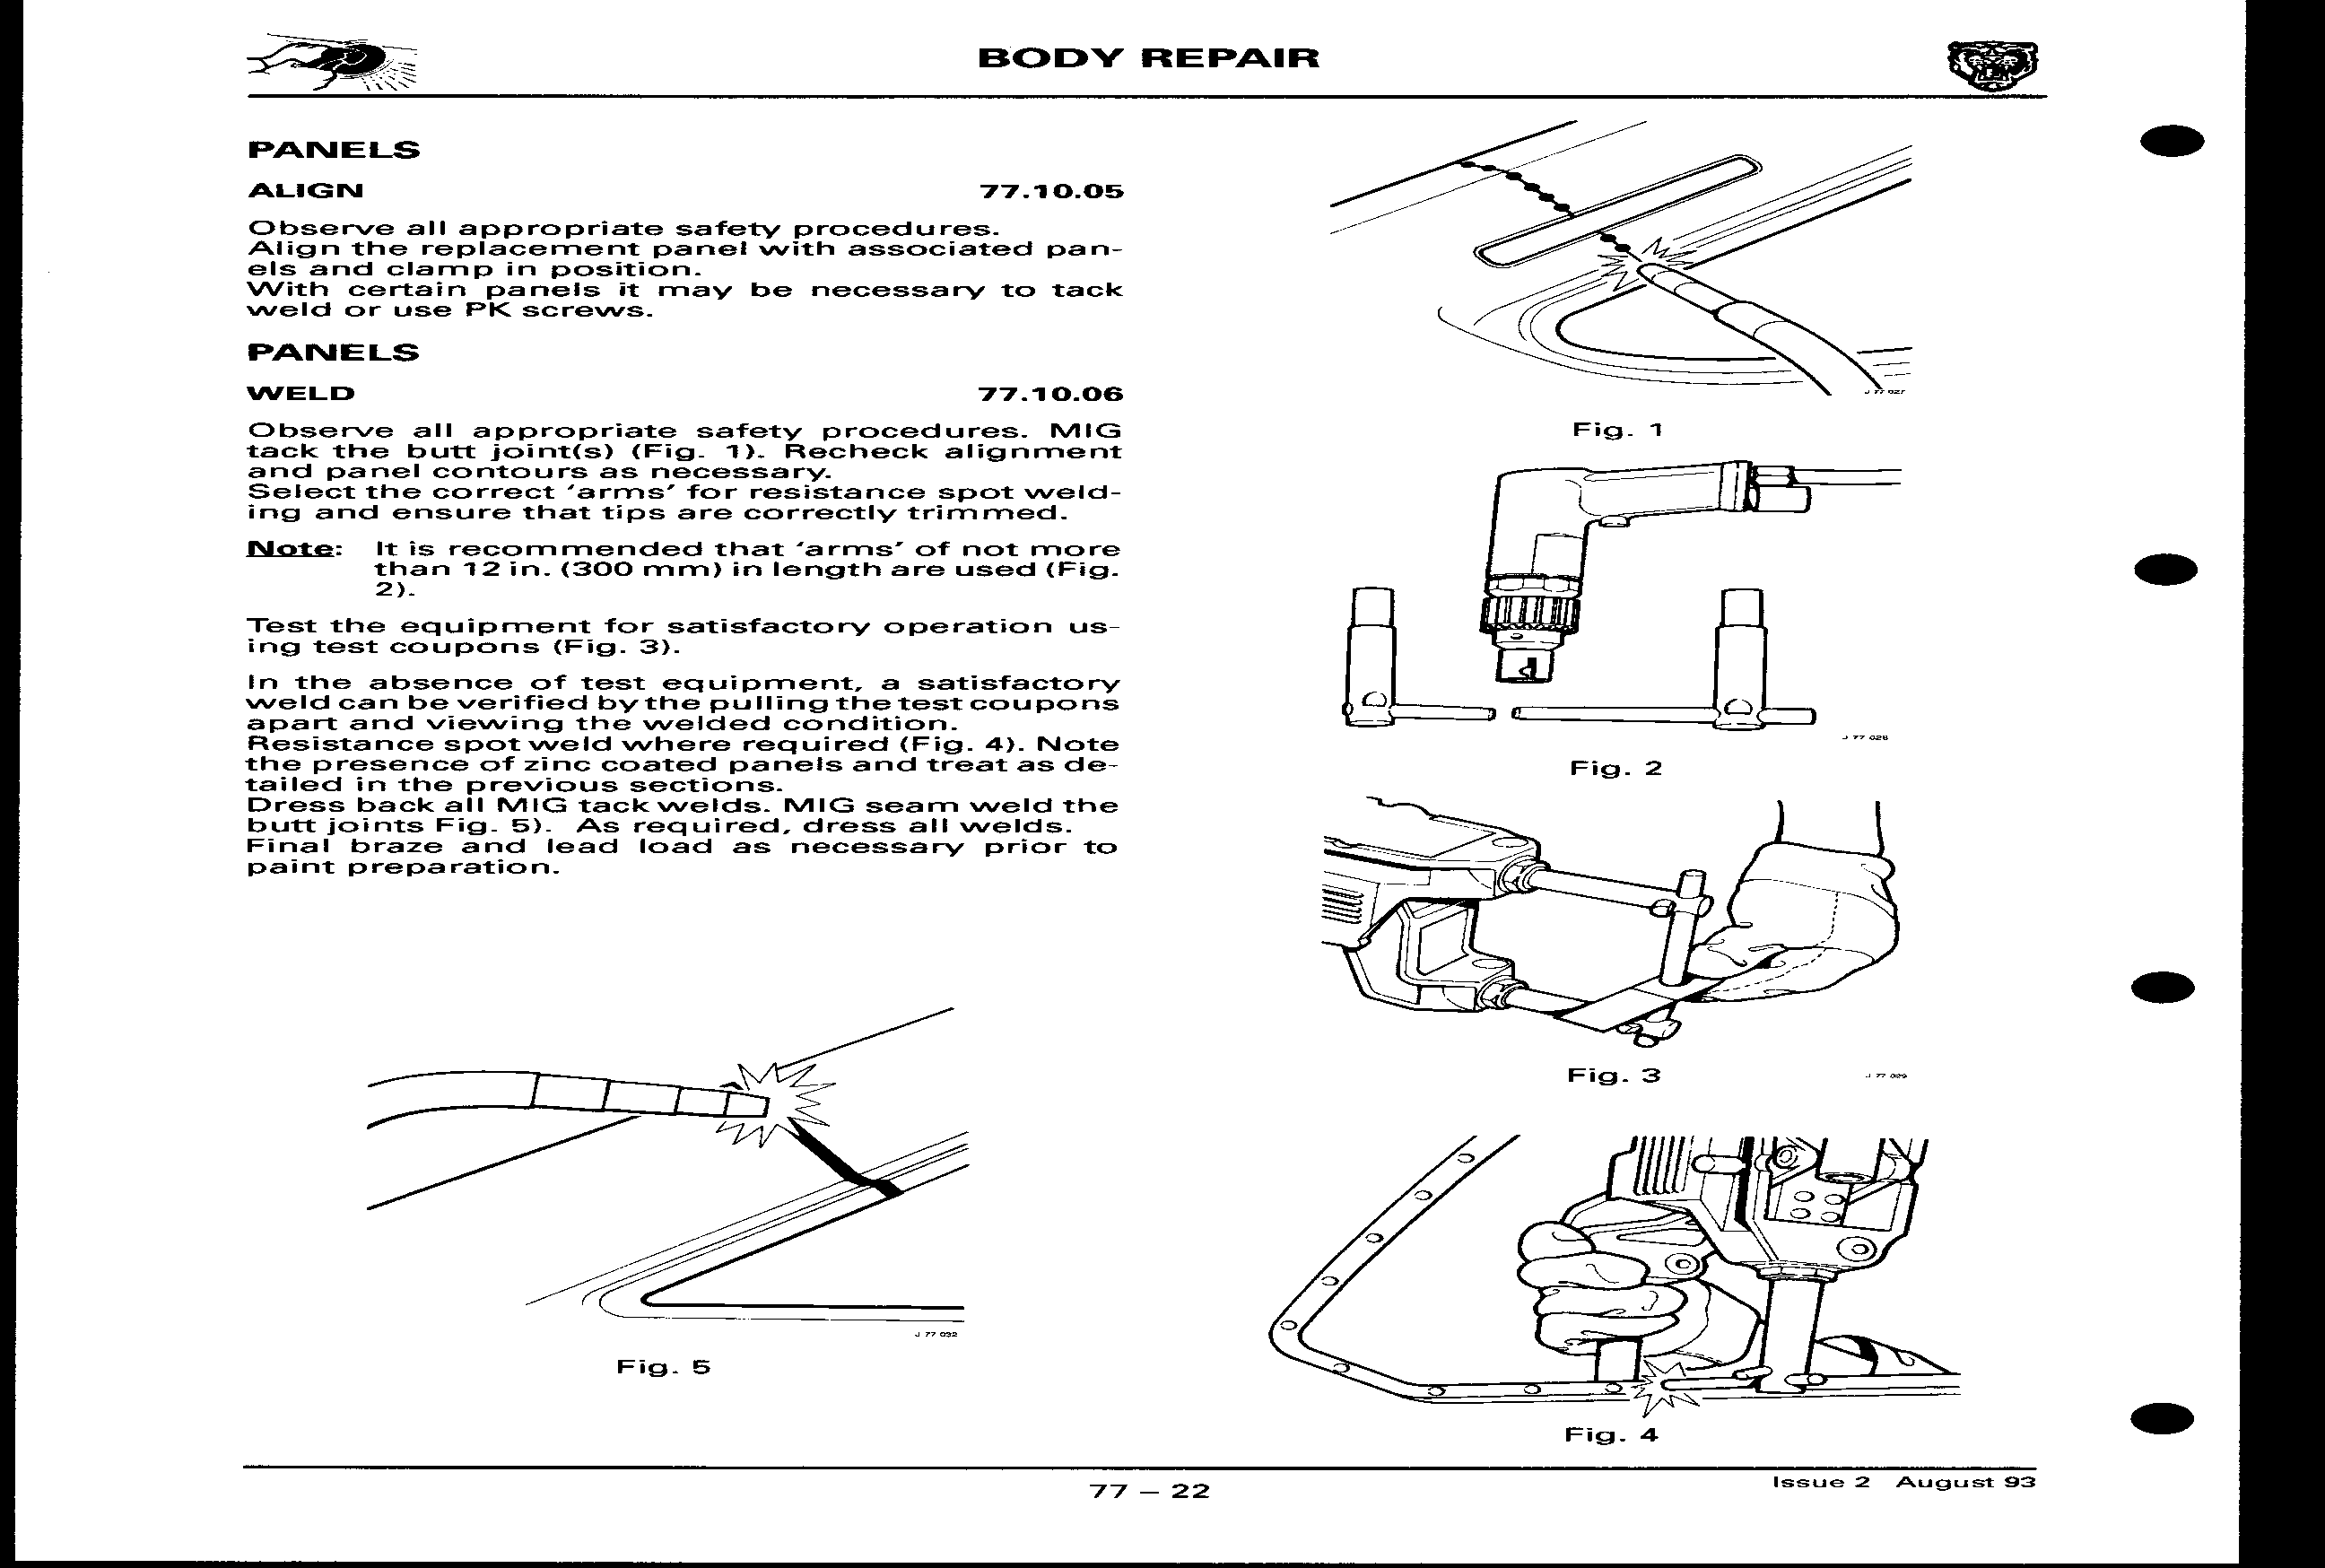 BODY REPAIR
PANELS
ALIGN 77.10.05
Observe all appropriate safety procedures.
Align the replacement panel with associated pan-
els and clamp in position.
With certain panels it may be necessary to tack
weld or use PK screws.
PANELS
WELD 77.10.06
Observe all appropriate safety procedures. MIG
tack the butt joint(s) (Fig. 1). Recheck alignment
and panel contours as necessary.
Select the correct ‘arms’ for resistance spot weld-
ing and ensure that tips are correctly trimmed.
Note: It is recommended that ‘arms’ of not more
than 12 in. (300 mm) in length are used (Fig.
2).
Test the equipment for satisfactory operation us-
ing test coupons (Fig. 3).
In the absence of test equipment, a satisfactory
weld can be verified by the pulling the test coupons
apart and viewing the welded condition.
Resistance spot weld where required (Fig. 4). Note
the presence of zinc coated panels and treat as de-
tailed in the previous sections.
Dress back all MIG tack welds. MIG seam weld the
butt joints Fig. 5). As required, dress all welds.
Final braze and lead load as necessary prior to
paint preparation.
J 77 032
Fig. 5
J 77 027
Fig. 1
J 77 028
Fig. 2
Fig. 3
J 77 029
Fig. 4
77 – 22
Issue 2 August 93